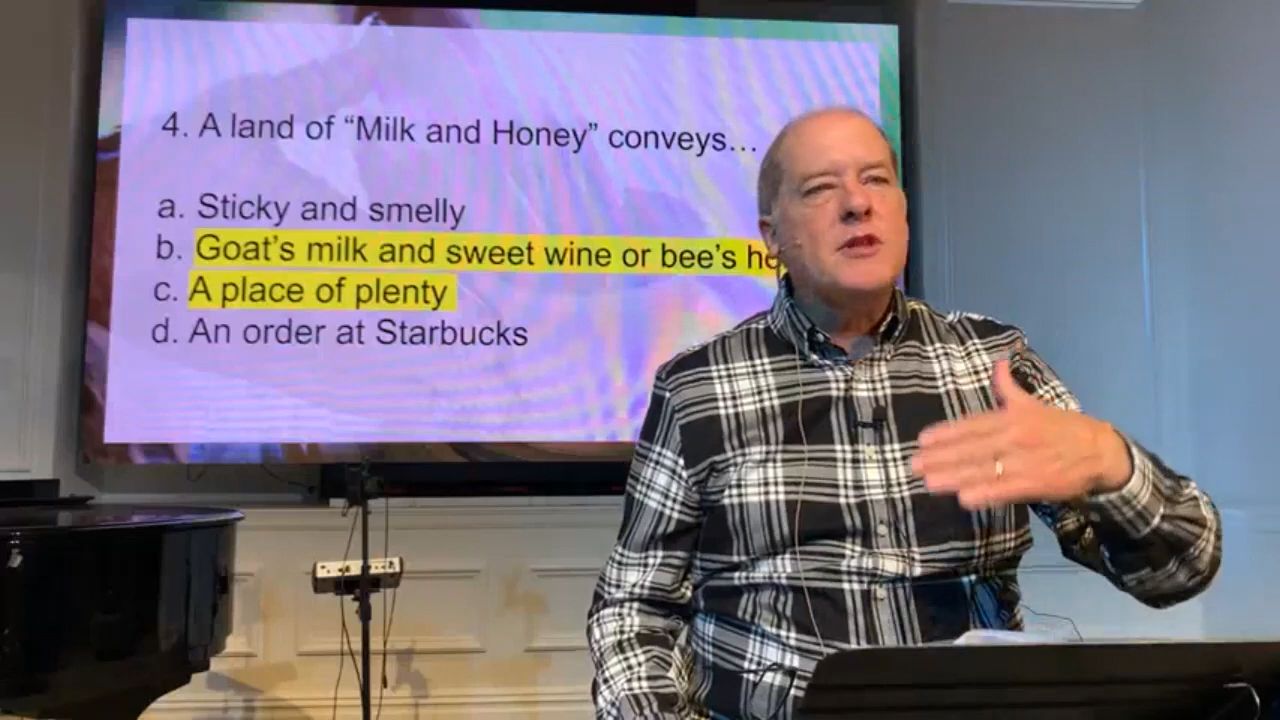 4. A land of “Milk and Honey” conveys…
a. Sticky and smelly
b. Goat’s milk and sweet wine or bee’s
c. A place of plenty
d. An order at Starbucks